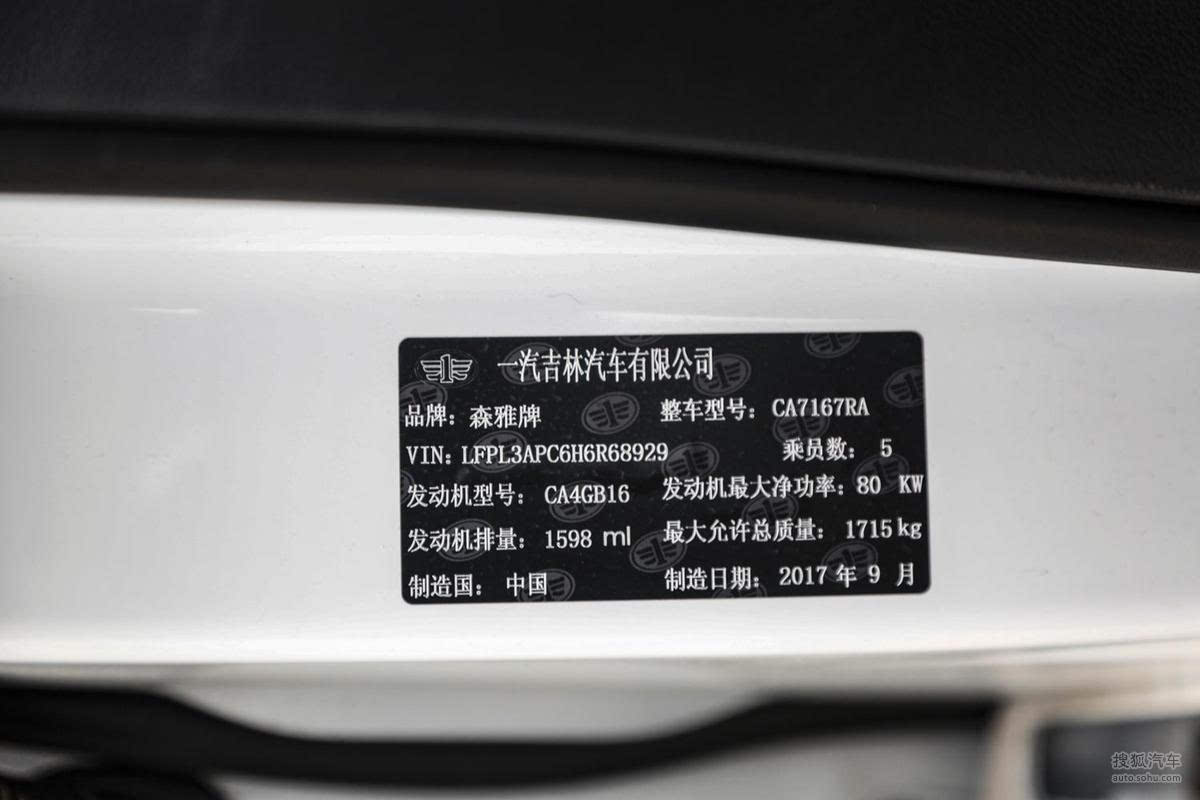 一汽吉林汽车有限公司
品牌: 森雅牌 整车型号: CA7167RA
VIN: LFPL3APC6H6R68929 乘员数: 5
发动机型号: CA4GB16 发动机最大净功率: 80 KW
发动机排量: 1598 ml 最大允许总质量: 1715 kg
制造国: 中国 制造日期: 2017 年 9 月
搜狐汽车
auto.sohu.com